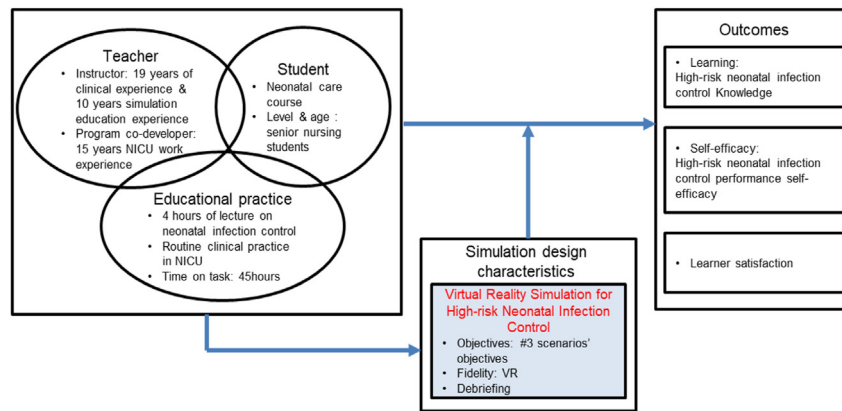 Teacher
• Instructor: 19 years of
clinical experience &
10 years simulation
education experience
• Program co-developer:
15 years NICU work
experience
Student
• Neonatal care
course
• Level & age :
senior nursing
students
Educational practice
• 4 hours of lecture on
neonatal infection control
• Routine clinical practice
in NICU
• Time on task: 45hours
Simulation design
characteristics
Virtual Reality Simulation for
High-risk Neonatal Infection
Control
• Objectives: #3 scenarios'
objectives
• Fidelity: VR
• Debriefing
Outcomes
• Learning:
High-risk neonatal infection
control Knowledge
• Self-efficacy:
High-risk neonatal infection
control performance self-
efficacy
• Learner satisfaction